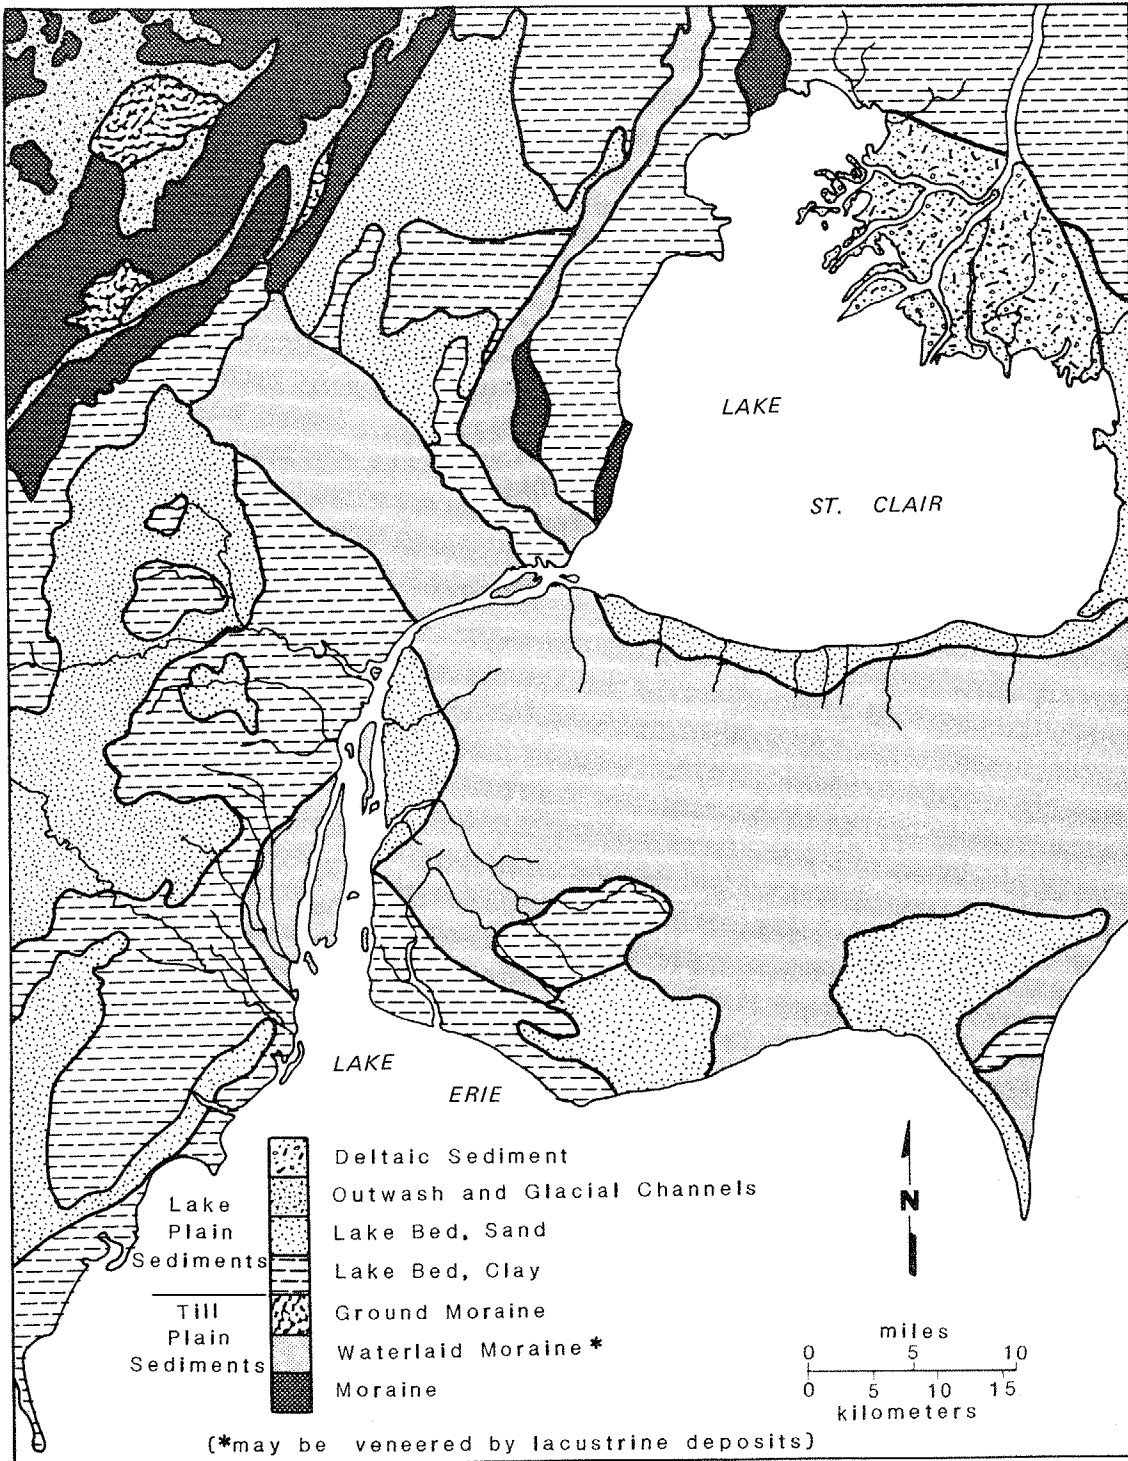 LAKE
ST. CLAIR
LAKE
ERIE
Deltaic Sediment
Outwash and Glacial Channels
Lake Bed, Sand
Lake Bed, Clay
Ground Moraine
Waterlaid Moraine*
Moraine
Lake
Plain
Sediments
Till
Plain
Sediments
(*may be veneered by lacustrine deposits)
N
miles
0 5 10
0 5 10 15
kilometers